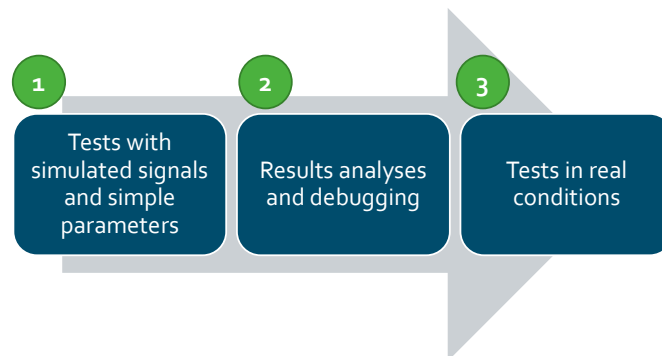 1
Tests with
simulated signals
and simple
parameters
2
Results analyses
and debugging
3
Tests in real
conditions